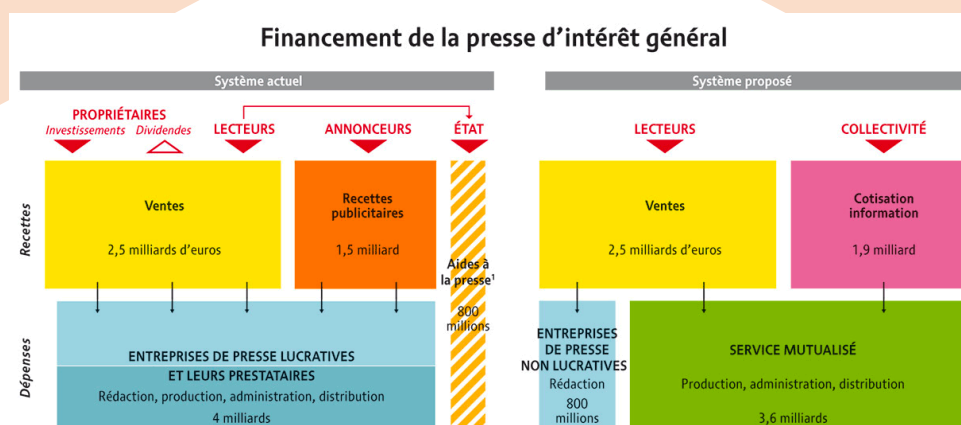 Financement de la presse d'intérêt général
Système actuel
PROPRIÉTAIRES
Investissements Dividendes
LECTEURS
ANNONCEURS
ÉTAT
Recettes
Ventes
2,5 milliards d'euros
Recettes
publicitaires
1,5 milliard
Aides à
la presse¹
800
millions
Dépenses
ENTREPRISES DE PRESSE LUCRATIVES
ET LEURS PRESTATAIRES
Rédaction, production, administration, distribution
4 milliards
Système proposé
LECTEURS
COLLECTIVITÉ
Ventes
2,5 milliards d'euros
Cotisation
information
1,9 milliard
ENTREPRISES
DE PRESSE
NON LUCRATIVES
Rédaction
800
millions
SERVICE MUTUALISÉ
Production, administration, distribution
3,6 milliards